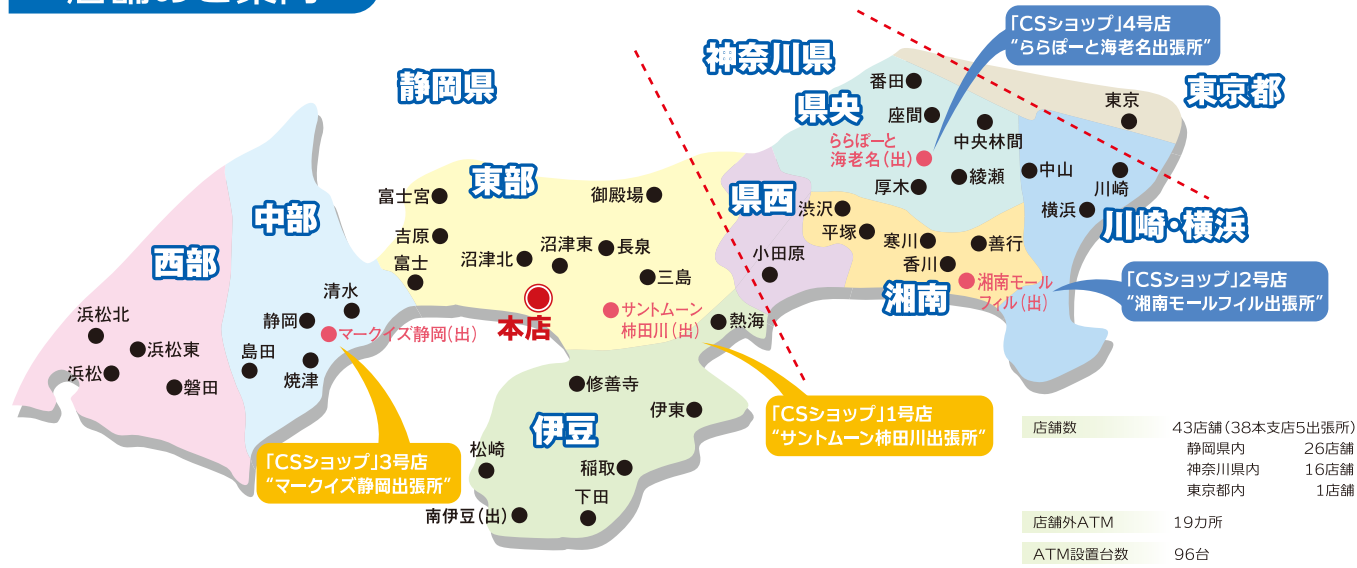 店舗のご案内
静岡県
神奈川県
東京都
西部
中部
東部
伊豆
県西
県央
湘南
川崎・横浜
浜松北
浜松東
浜松
磐田
清水
静岡
マークイズ静岡(出)
島田
焼津
富士宮
吉原
富士
御殿場
沼津北
沼津東
長泉
三島
本店
サントムーン
柿田川(出)
熱海
修善寺
伊東
松崎
稲取
下田
南伊豆(出)
小田原
番田
座間
中央林間
ららぽーと
海老名(出)
厚木
綾瀬
渋沢
平塚
寒川
香川
善行
湘南モール
フィル(出)
東京
中山
川崎
横浜
「CSショップ」4号店
“ららぽーと海老名出張所”
「CSショップ」2号店
“湘南モールフィル出張所”
「CSショップ」1号店
“サントムーン柿田川出張所”
「CSショップ」3号店
“マークイズ静岡出張所”
店舗数 43店舗(38本支店5出張所)
静岡県内 26店舗
神奈川県内 16店舗
東京都内 1店舗
店舗外ATM 19カ所
ATM設置台数 96台